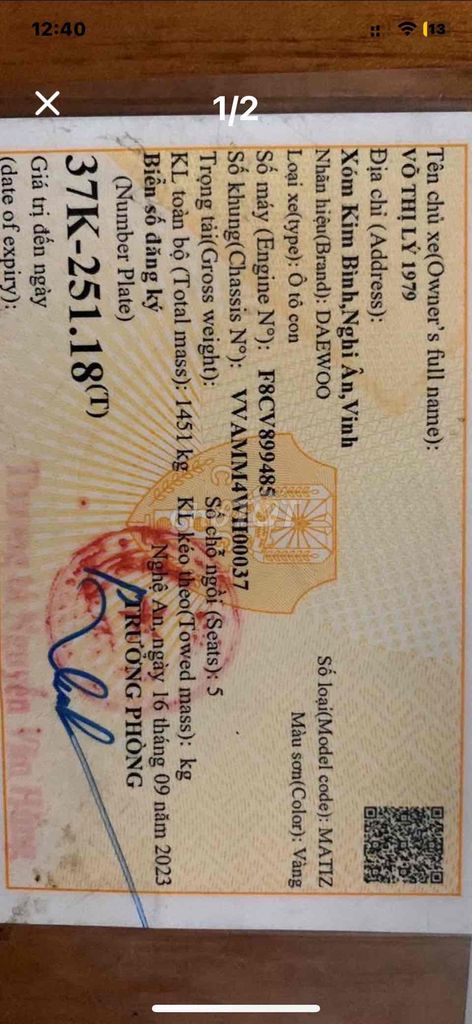 12:40
13
1/2
Tên chủ xe(Owner's full name):
VÕ THỊ LÝ 1979
Địa chỉ (Address):
Xóm Kim Bình,Nghi Ân,Vinh
Nhãn hiệu(Brand): DAEWOO Số loại(Model code): MATIZ
Loại xe(type): Ô tô con Màu sơn(Color): Vàng
Số máy (Engine Nº): F8CV899485
Số khung(Chassis Nº): VVAMM4WH00037
Trọng tải(Gross weight): Số chỗ ngồi (Seats): 5
KL toàn bộ (Total mass): 1451 kg KL kéo theo(Towed mass): kg
Biển số đăng ký Nghệ An, ngày 16 tháng 09 năm 2023
(Number Plate) TRƯỞNG PHÒNG
37K-251.18(T)
Giá trị đến ngày
(date of expiry):